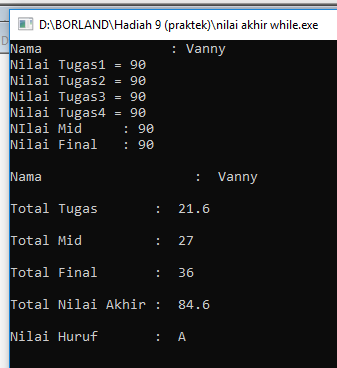 D:\BORLAND\Hadiah 9 (praktek)\nilai akhir while.exe
Nama : Vanny
Nilai Tugas1 = 90
Nilai Tugas2 = 90
Nilai Tugas3 = 90
Nilai Tugas4 = 90
NIlai Mid : 90
Nilai Final : 90
Nama : Vanny
Total Tugas : 21.6
Total Mid : 27
Total Final : 36
Total Nilai Akhir : 84.6
Nilai Huruf : A